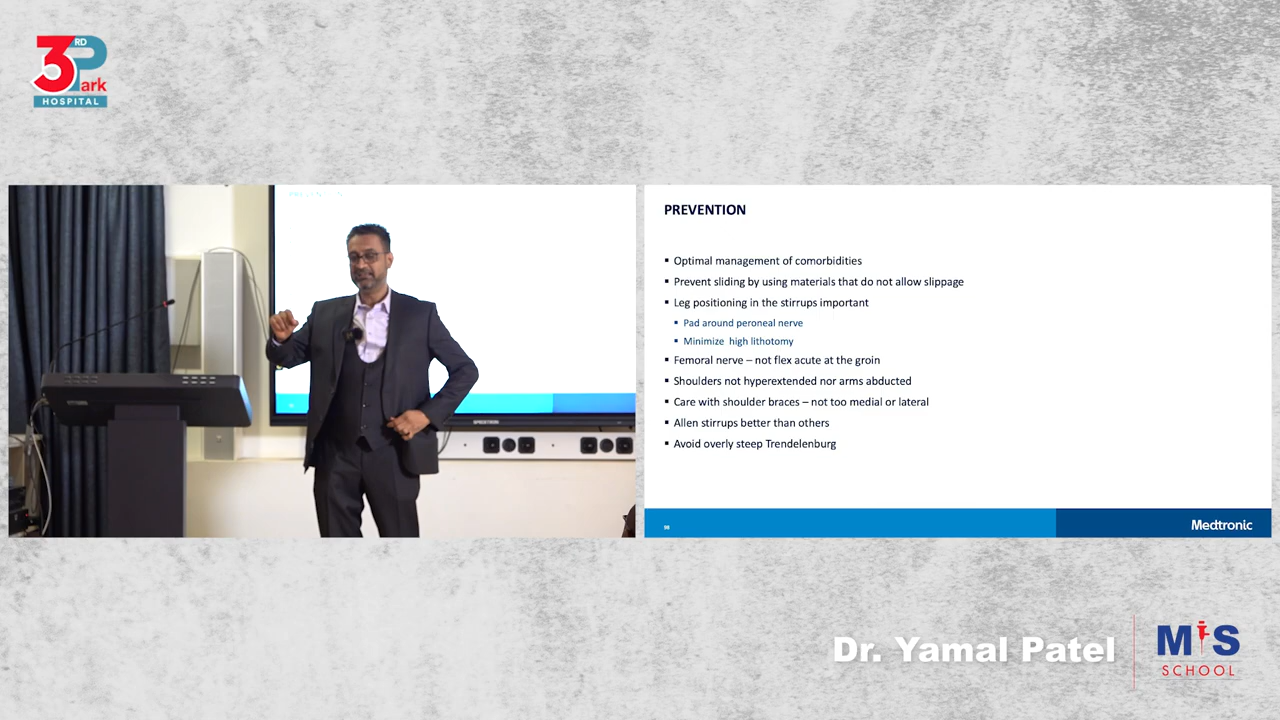 3RD Park
HOSPITAL
SPEECTRON
PREVENTION
▪ Optimal management of comorbidities
▪ Prevent sliding by using materials that do not allow slippage
▪ Leg positioning in the stirrups important
▪ Pad around peroneal nerve
▪ Minimize high lithotomy
▪ Femoral nerve – not flex acute at the groin
▪ Shoulders not hyperextended nor arms abducted
▪ Care with shoulder braces – not too medial or lateral
▪ Allen stirrups better than others
▪ Avoid overly steep Trendelenburg
Medtronic
Dr. Yamal Patel
MIS
SCHOOL